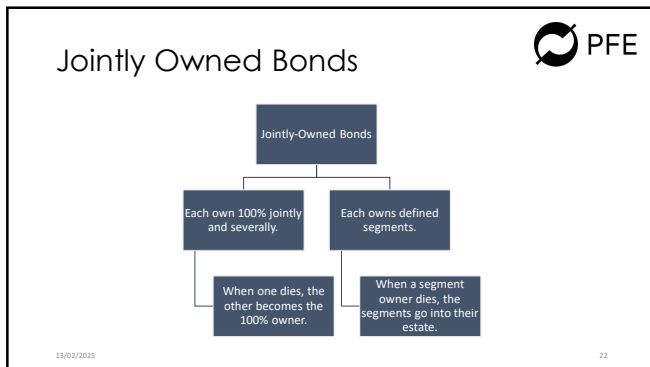 Jointly Owned Bonds
PFE
Jointly-Owned Bonds
Each own 100% jointly
and severally.
Each owns defined
segments.
When one dies, the
other becomes the
100% owner.
When a segment
owner dies, the
segments go into their
estate.
13/02/2025
22